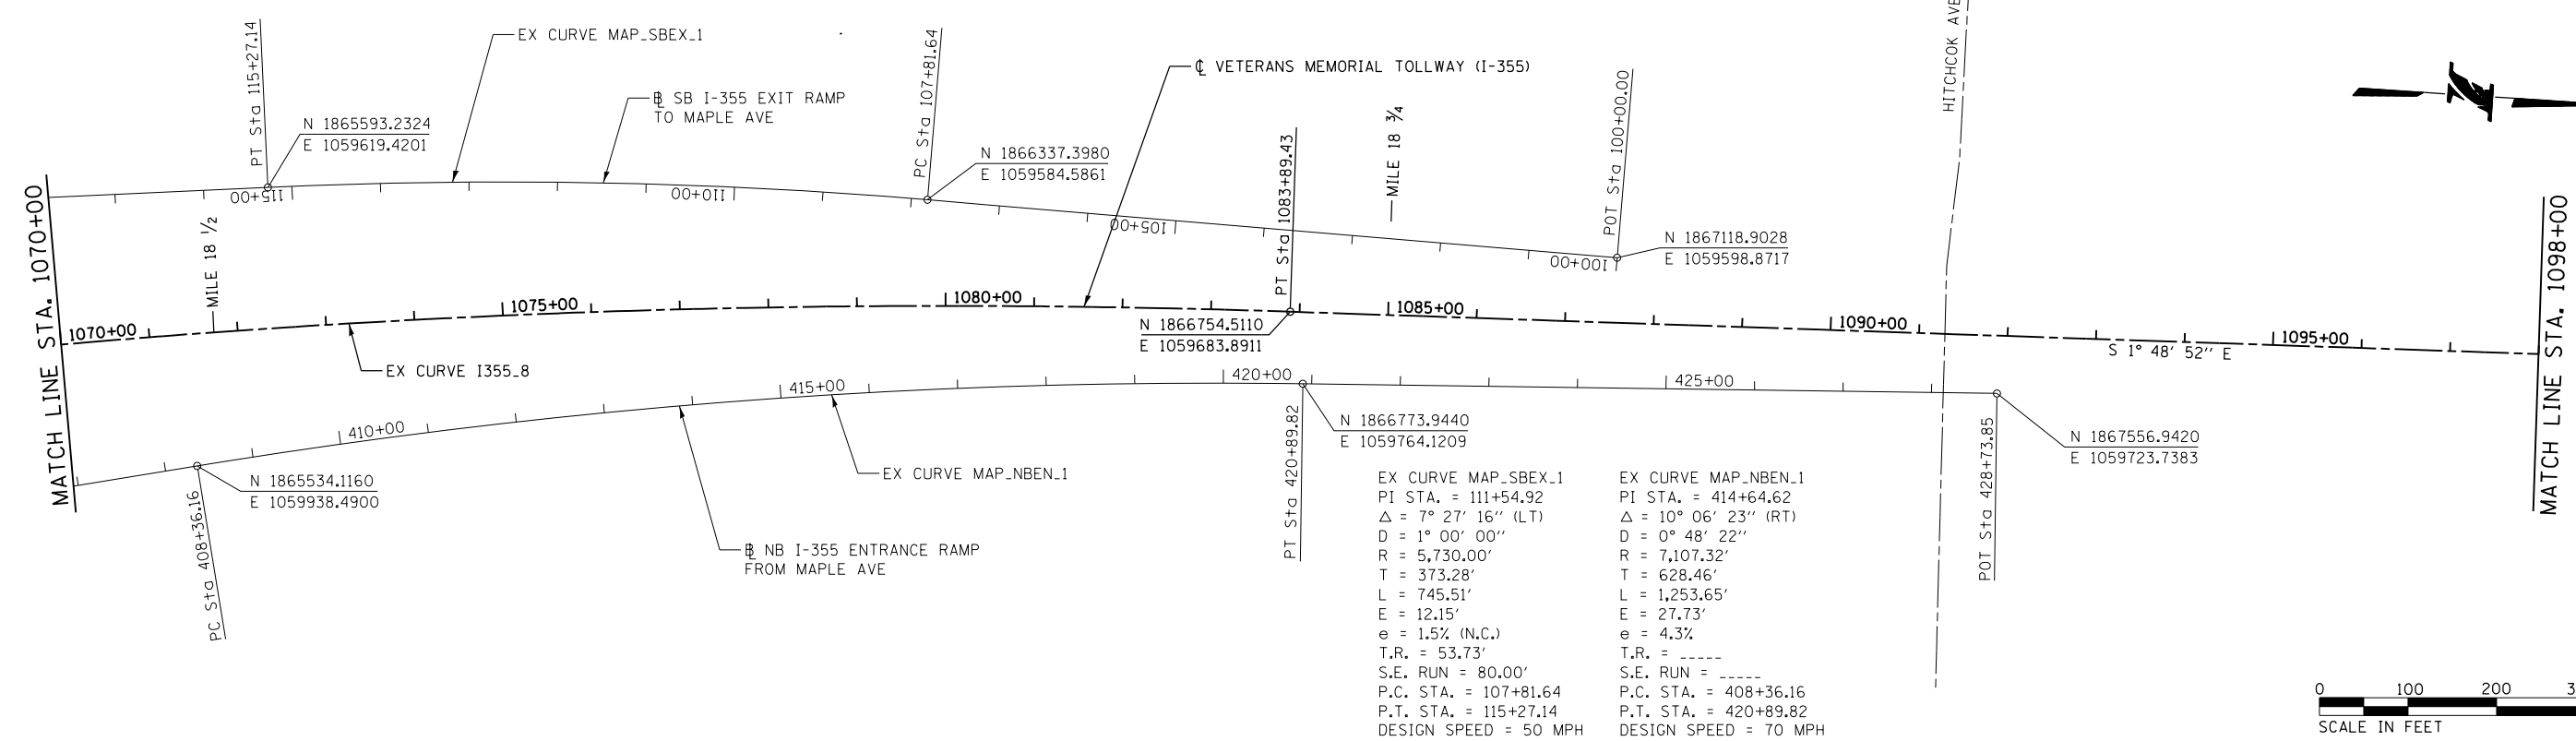 HITCHCOK AVE
PT Sta 115+27.14
EX CURVE MAP_SBEX_1
PC Sta 107+81.64
℄ VETERANS MEMORIAL TOLLWAY (I-355)
POT Sta 100+00.00
B̲L SB I-355 EXIT RAMP
TO MAPLE AVE
N 1865593.2324
E 1059619.4201
N 1866337.3980
E 1059584.5861
PT Sta 1083+89.43
MILE 18 3/4
MATCH LINE STA. 1070+00
115+00
110+00
105+00
100+00
N 1867118.9028
E 1059598.8717
MATCH LINE STA. 1098+00
MILE 18 1/2
1070+00
1075+00
1080+00
1085+00
1090+00
1095+00
N 1866754.5110
E 1059683.8911
S 1° 48' 52" E
EX CURVE I355_8
410+00
415+00
420+00
425+00
PC Sta 408+36.16
N 1865534.1160
E 1059938.4900
EX CURVE MAP_NBEN_1
BL NB I-355 ENTRANCE RAMP
FROM MAPLE AVE
PT Sta 420+89.82
N 1866773.9440
E 1059764.1209
POT Sta 428+73.85
N 1867556.9420
E 1059723.7383
EX CURVE MAP_SBEX_1
PI STA. = 111+54.92
△ = 7° 27' 16" (LT)
D = 1° 00' 00"
R = 5,730.00'
T = 373.28'
L = 745.51'
E = 12.15'
e = 1.5% (N.C.)
T.R. = 53.73'
S.E. RUN = 80.00'
P.C. STA. = 107+81.64
P.T. STA. = 115+27.14
DESIGN SPEED = 50 MPH
EX CURVE MAP_NBEN_1
PI STA. = 414+64.62
△ = 10° 06' 23" (RT)
D = 0° 48' 22"
R = 7,107.32'
T = 628.46'
L = 1,253.65'
E = 27.73'
e = 4.3%
T.R. = _____
S.E. RUN = _____
P.C. STA. = 408+36.16
P.T. STA. = 420+89.82
DESIGN SPEED = 70 MPH
0 100 200 3
SCALE IN FEET